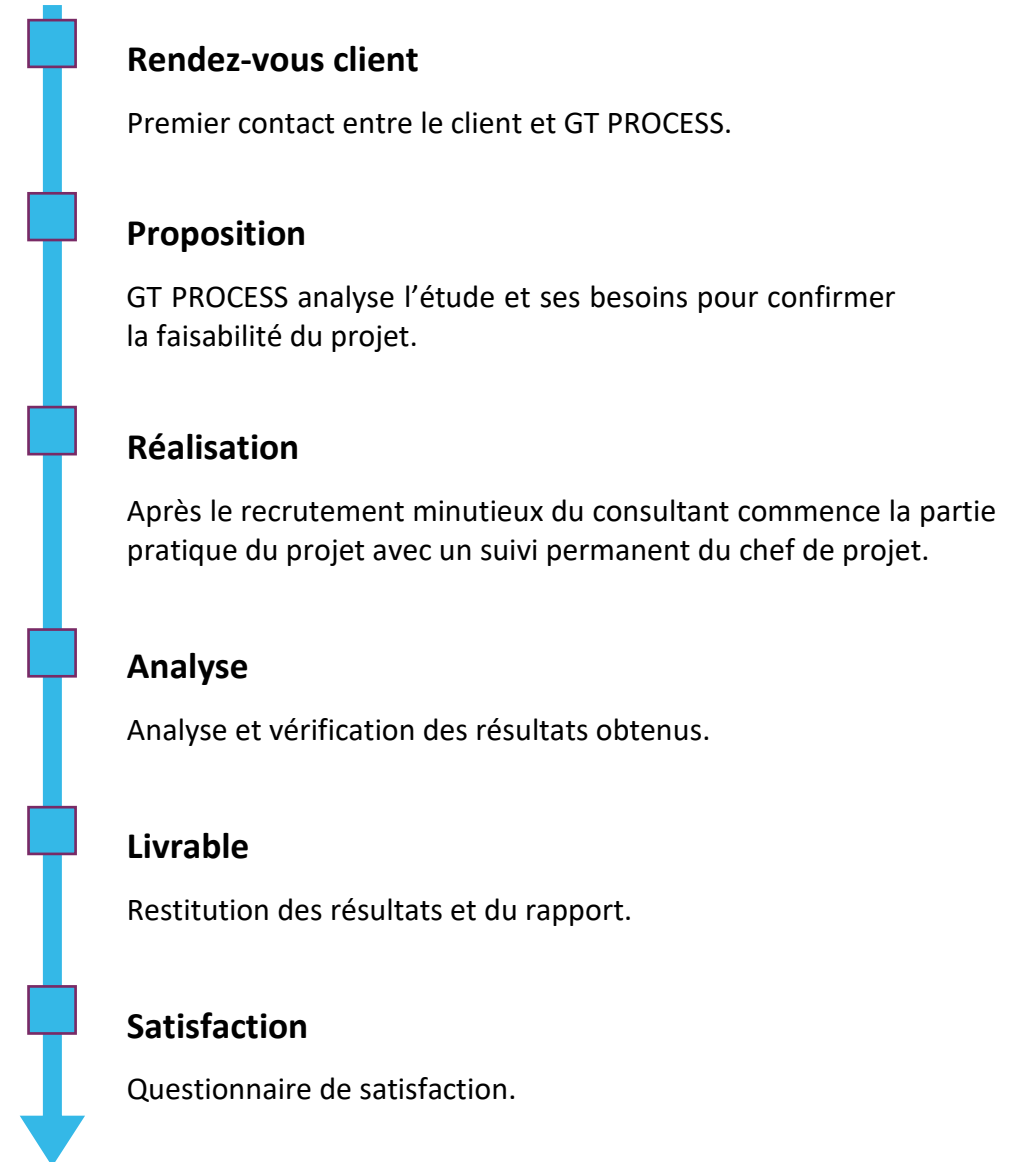 Rendez-vous client
Premier contact entre le client et GT PROCESS.
Proposition
GT PROCESS analyse l’étude et ses besoins pour confirmer
la faisabilité du projet.
Réalisation
Après le recrutement minutieux du consultant commence la partie
pratique du projet avec un suivi permanent du chef de projet.
Analyse
Analyse et vérification des résultats obtenus.
Livrable
Restitution des résultats et du rapport.
Satisfaction
Questionnaire de satisfaction.